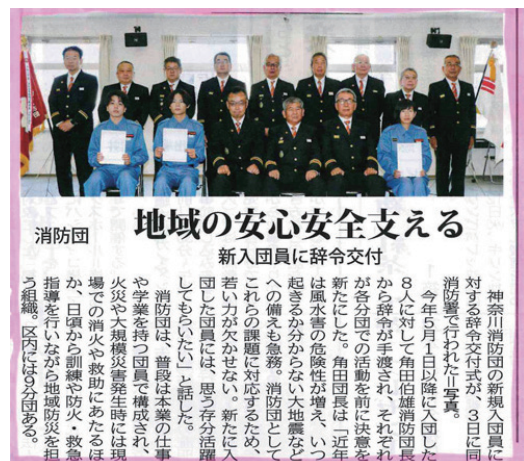 消防団
地域の安心安全支える
新入団員に辞令交付
神奈川消防団の新規入団員に
対する辞令交付式が、3日に同
消防署で行われた=写真。
今年5月1日以降に入団した
8人に対して角田伯雄消防団長
から辞令が手渡され、それぞれ
が各分団での活動を前に決意を
新たにした。角田団長は「近年
は風水害の危険性が増え、いつ
起きるか分からない大地震など
への備えも急務。消防団として
これらの課題に対応するため、
若い力が欠かせない。新たに入
団した団員には、思う存分活躍
してもらいたい」と話した。
消防団は、普段は本業の仕事
や学業を持つ団員で構成され、
火災や大規模災害発生時には現
場での消火や救助にあたるほ
か、日頃から訓練や防火・救急
指導を行いながら地域防災を担
う組織。区内には9分団ある。